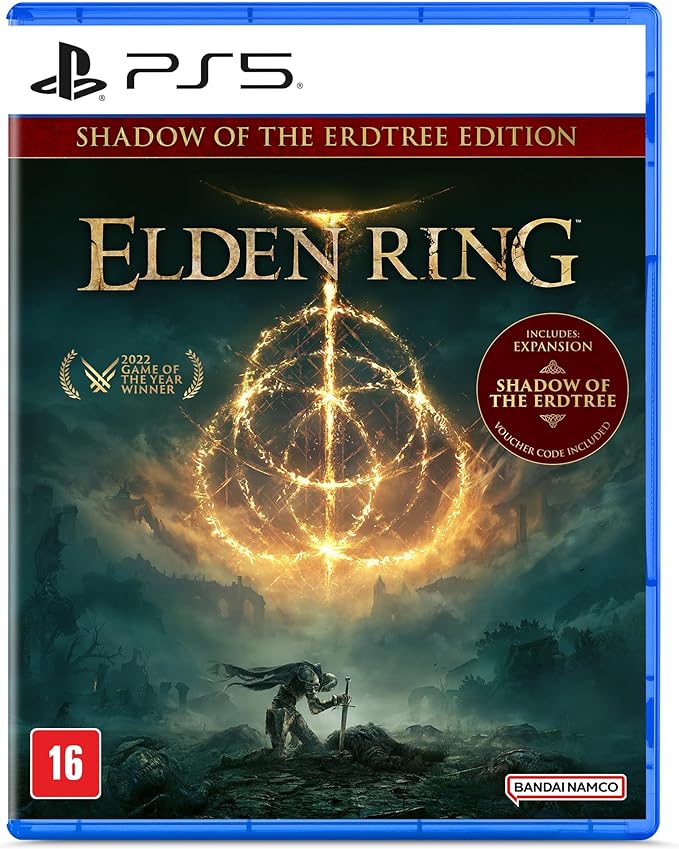 PS5
SHADOW OF THE ERDTREE EDITION
ELDEN RING™
2022
GAME OF
THE YEAR
WINNER
INCLUDES:
EXPANSION
SHADOW OF
THE ERDTREE
VOUCHER CODE INCLUDED
16
BANDAI NAMCO